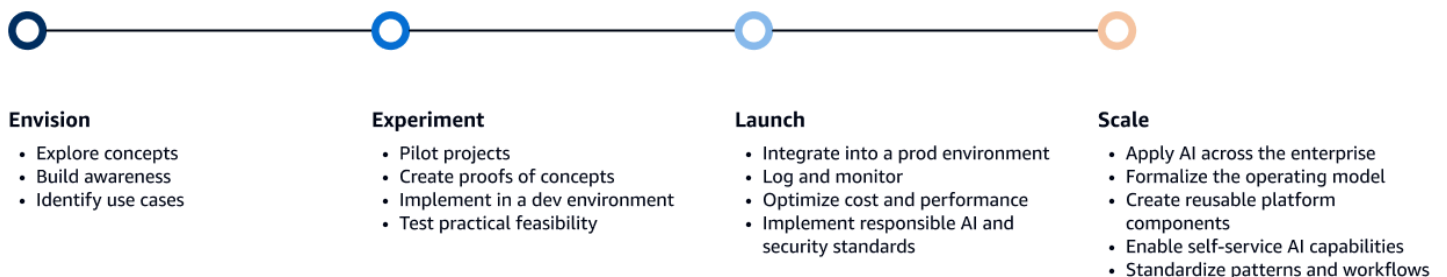 Envision
• Explore concepts
• Build awareness
• Identify use cases
Experiment
• Pilot projects
• Create proofs of concepts
• Implement in a dev environment
• Test practical feasibility
Launch
• Integrate into a prod environment
• Log and monitor
• Optimize cost and performance
• Implement responsible AI and
security standards
Scale
• Apply AI across the enterprise
• Formalize the operating model
• Create reusable platform
components
• Enable self-service AI capabilities
• Standardize patterns and workflows